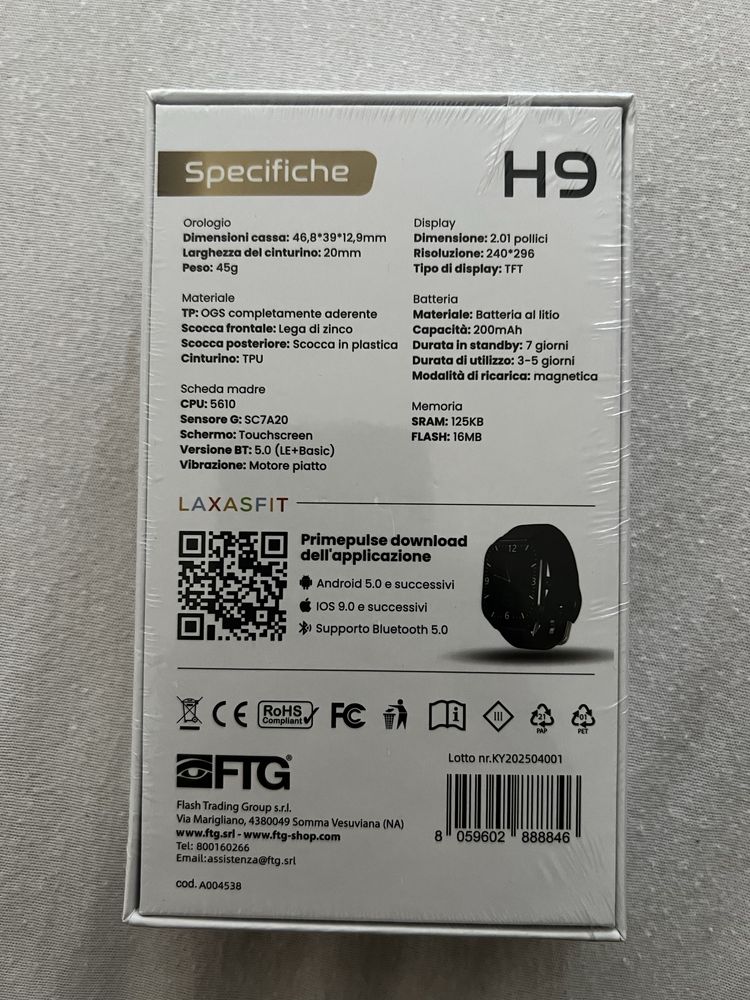 Specifiche
H9
Orologio
Dimensioni cassa: 46,8*39*12,9mm
Larghezza del cinturino: 20mm
Peso: 45g
Materiale
TP: OGS completamente aderente
Scocca frontale: Lega di zinco
Scocca posteriore: Scocca in plastica
Cinturino: TPU
Scheda madre
CPU: 5610
Sensore G: SC7A20
Schermo: Touchscreen
Versione BT: 5.0 (LE+Basic)
Vibrazione: Motore piatto
Display
Dimensione: 2.01 pollici
Risoluzione: 240*296
Tipo di display: TFT
Batteria
Materiale: Batteria al litio
Capacità: 200mAh
Durata in standby: 7 giorni
Durata di utilizzo: 3-5 giorni
Modalità di ricarica: magnetica
Memoria
SRAM: 125KB
FLASH: 16MB
LAXASFIT
Primepulse download
dell'applicazione
Android 5.0 e successivi
IOS 9.0 e successivi
Supporto Bluetooth 5.0
12
3
6
9
CE
RoHS
Compliant
FC
i
III
21
PAP
01
PET
FTG®
Flash Trading Group s.r.l.
Via Marigliano, 4380049 Somma Vesuviana (NA)
www.ftg.srl - www.ftg-shop.com
Tel: 800160266
Email:assistenza@ftg.srl
cod. A004538
Lotto nr.KY202504001
8 059602 888846